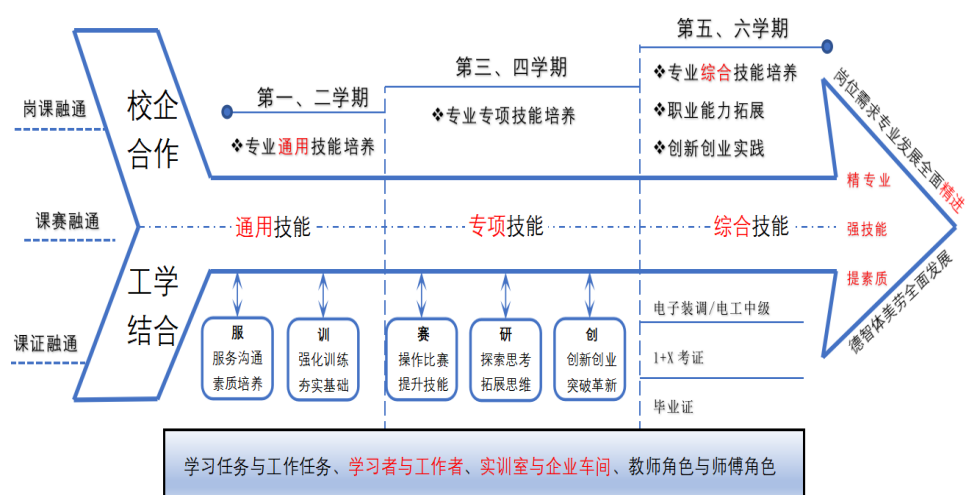 第五、六学期
❖专业综合技能培养
❖职业能力拓展
❖创新创业实践
第三、四学期
❖专业专项技能培养
第一、二学期
❖专业通用技能培养
岗课融通
课赛融通
课证融通
校企
合作
工学
结合
通用技能
专项技能
综合技能
岗位需求专业发展全面精进
精专业
强技能
提素质
德智体美劳全面发展
服
服务沟通
素质培养
训
强化训练
夯实基础
赛
操作比赛
提升技能
研
探索思考
拓展思维
创
创新创业
突破革新
电子装调/电工中级
1+X 考证
毕业证
学习任务与工作任务、学习者与工作者、实训室与企业车间、教师角色与师傅角色